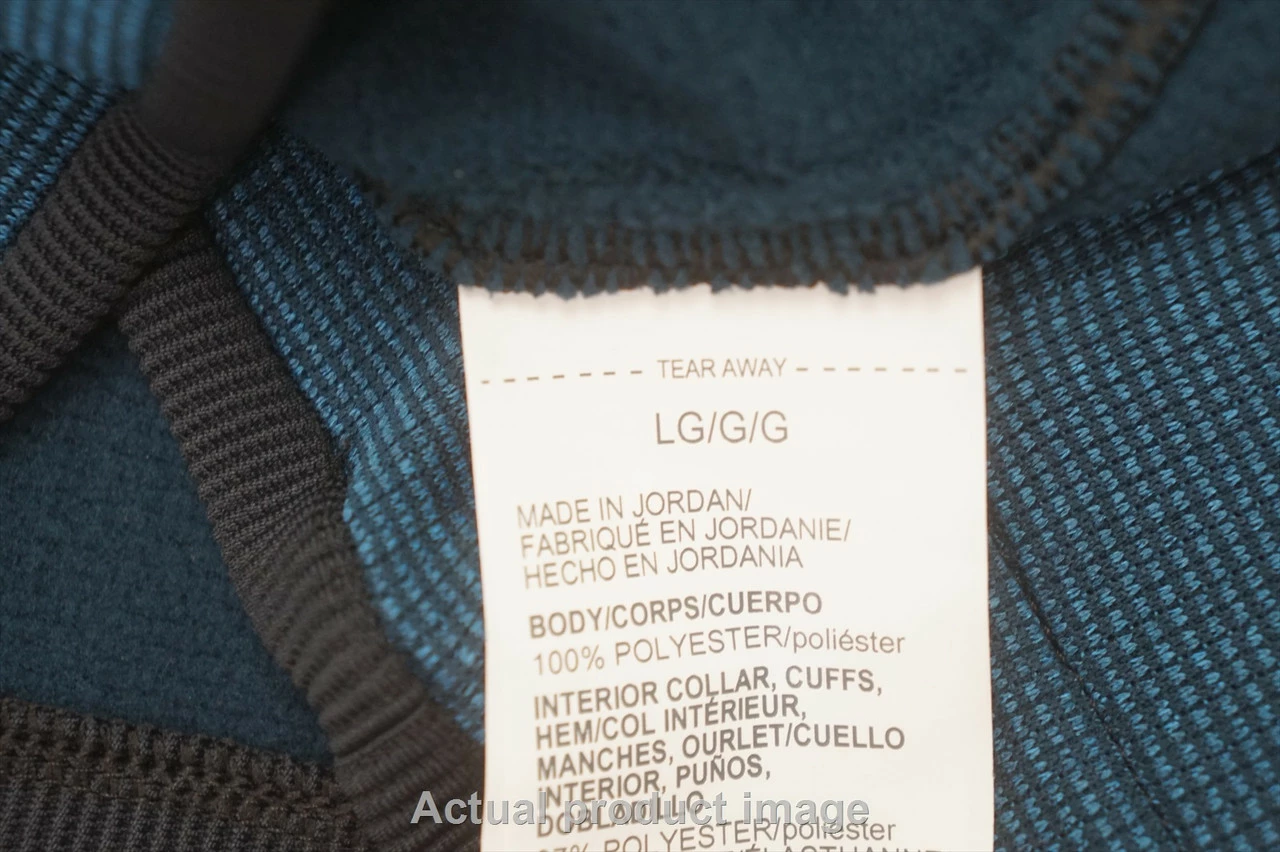 TEAR AWAY
LG/G/G
MADE IN JORDAN/
FABRIQUÉ EN JORDANIE/
HECHO EN JORDANIA
BODY/CORPS/CUERPO
100% POLYESTER/poliéster
INTERIOR COLLAR, CUFFS,
HEM/COL INTÉRIEUR,
MANCHES, OURLET/CUELLO
INTERIOR, PUÑOS,
DOBLADILLO
Actual product image
POLYESTER/poliéster